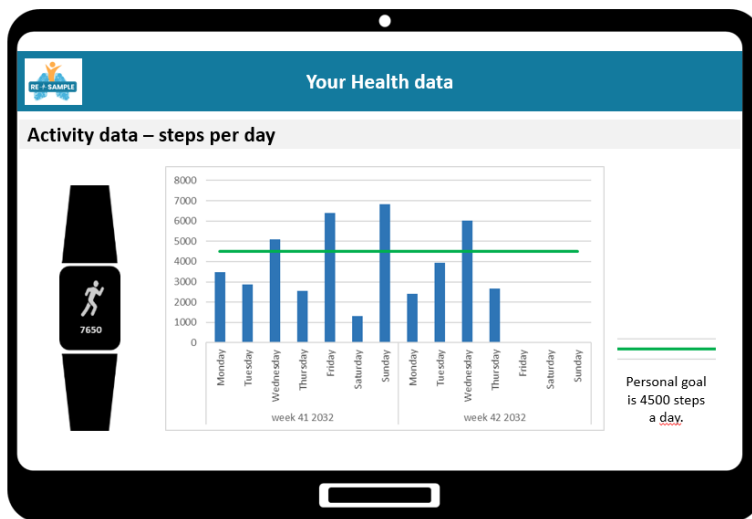 Your Health data
RE SAMPLE
Activity data – steps per day
8000
7000
6000
5000
4000
3000
2000
1000
0
Monday
Tuesday
Wednesday
Thursday
Friday
Saturday
Sunday
Monday
Tuesday
Wednesday
Thursday
Friday
Saturday
Sunday
week 41 2032
week 42 2032
7650
Personal goal
is 4500 steps
a day.